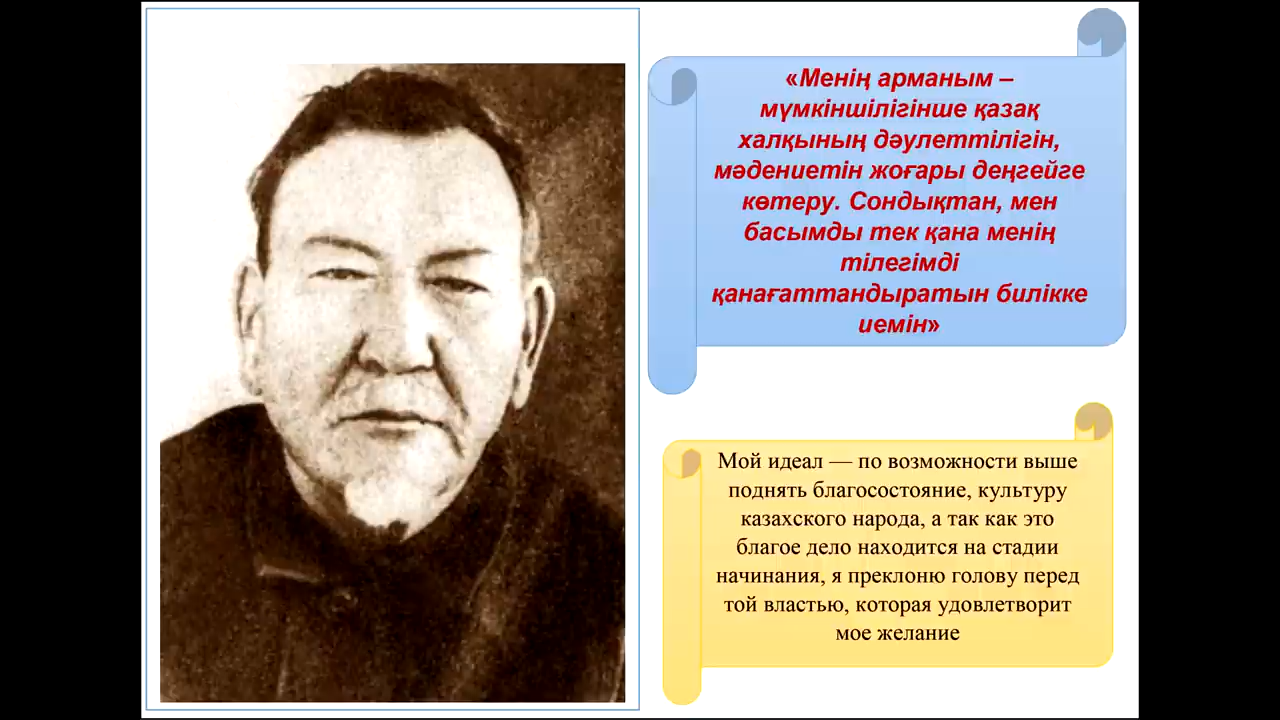 «Менің арманым –
мүмкіншілігінше қазақ
халқының дәулеттілігін,
мәдениетін жоғары деңгейге
көтеру. Сондықтан, мен
басымды тек қана менің
тілегімді
қанағаттандыратын билікке
иемін»
Мой идеал — по возможности выше
поднять благосостояние, культуру
казахского народа, а так как это
благое дело находится на стадии
начинания, я преклоню голову перед
той властью, которая удовлетворит
мое желание